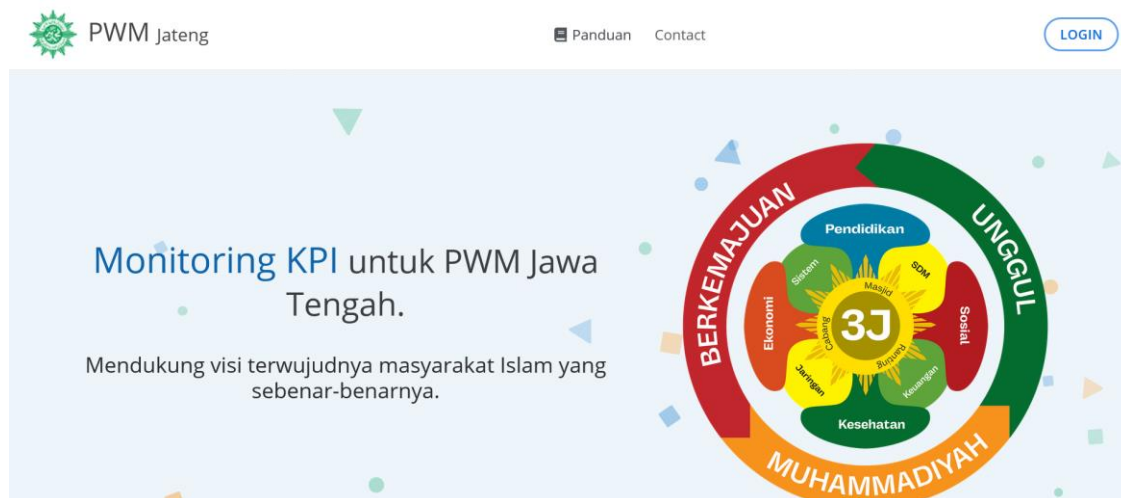 PWM Jateng
Panduan
Contact
LOGIN
Monitoring KPI untuk PWM Jawa
Tengah.
Mendukung visi terwujudnya masyarakat Islam yang
sebenar-benarnya.
BERKEMAJUAN
UNGGUL
MUHAMMADIYAH
Pendidikan
Sistem
SDM
Ekonomi
Masjid
Cabang
3J
Ranting
Sosial
Jaringan
Keuangan
Kesehatan